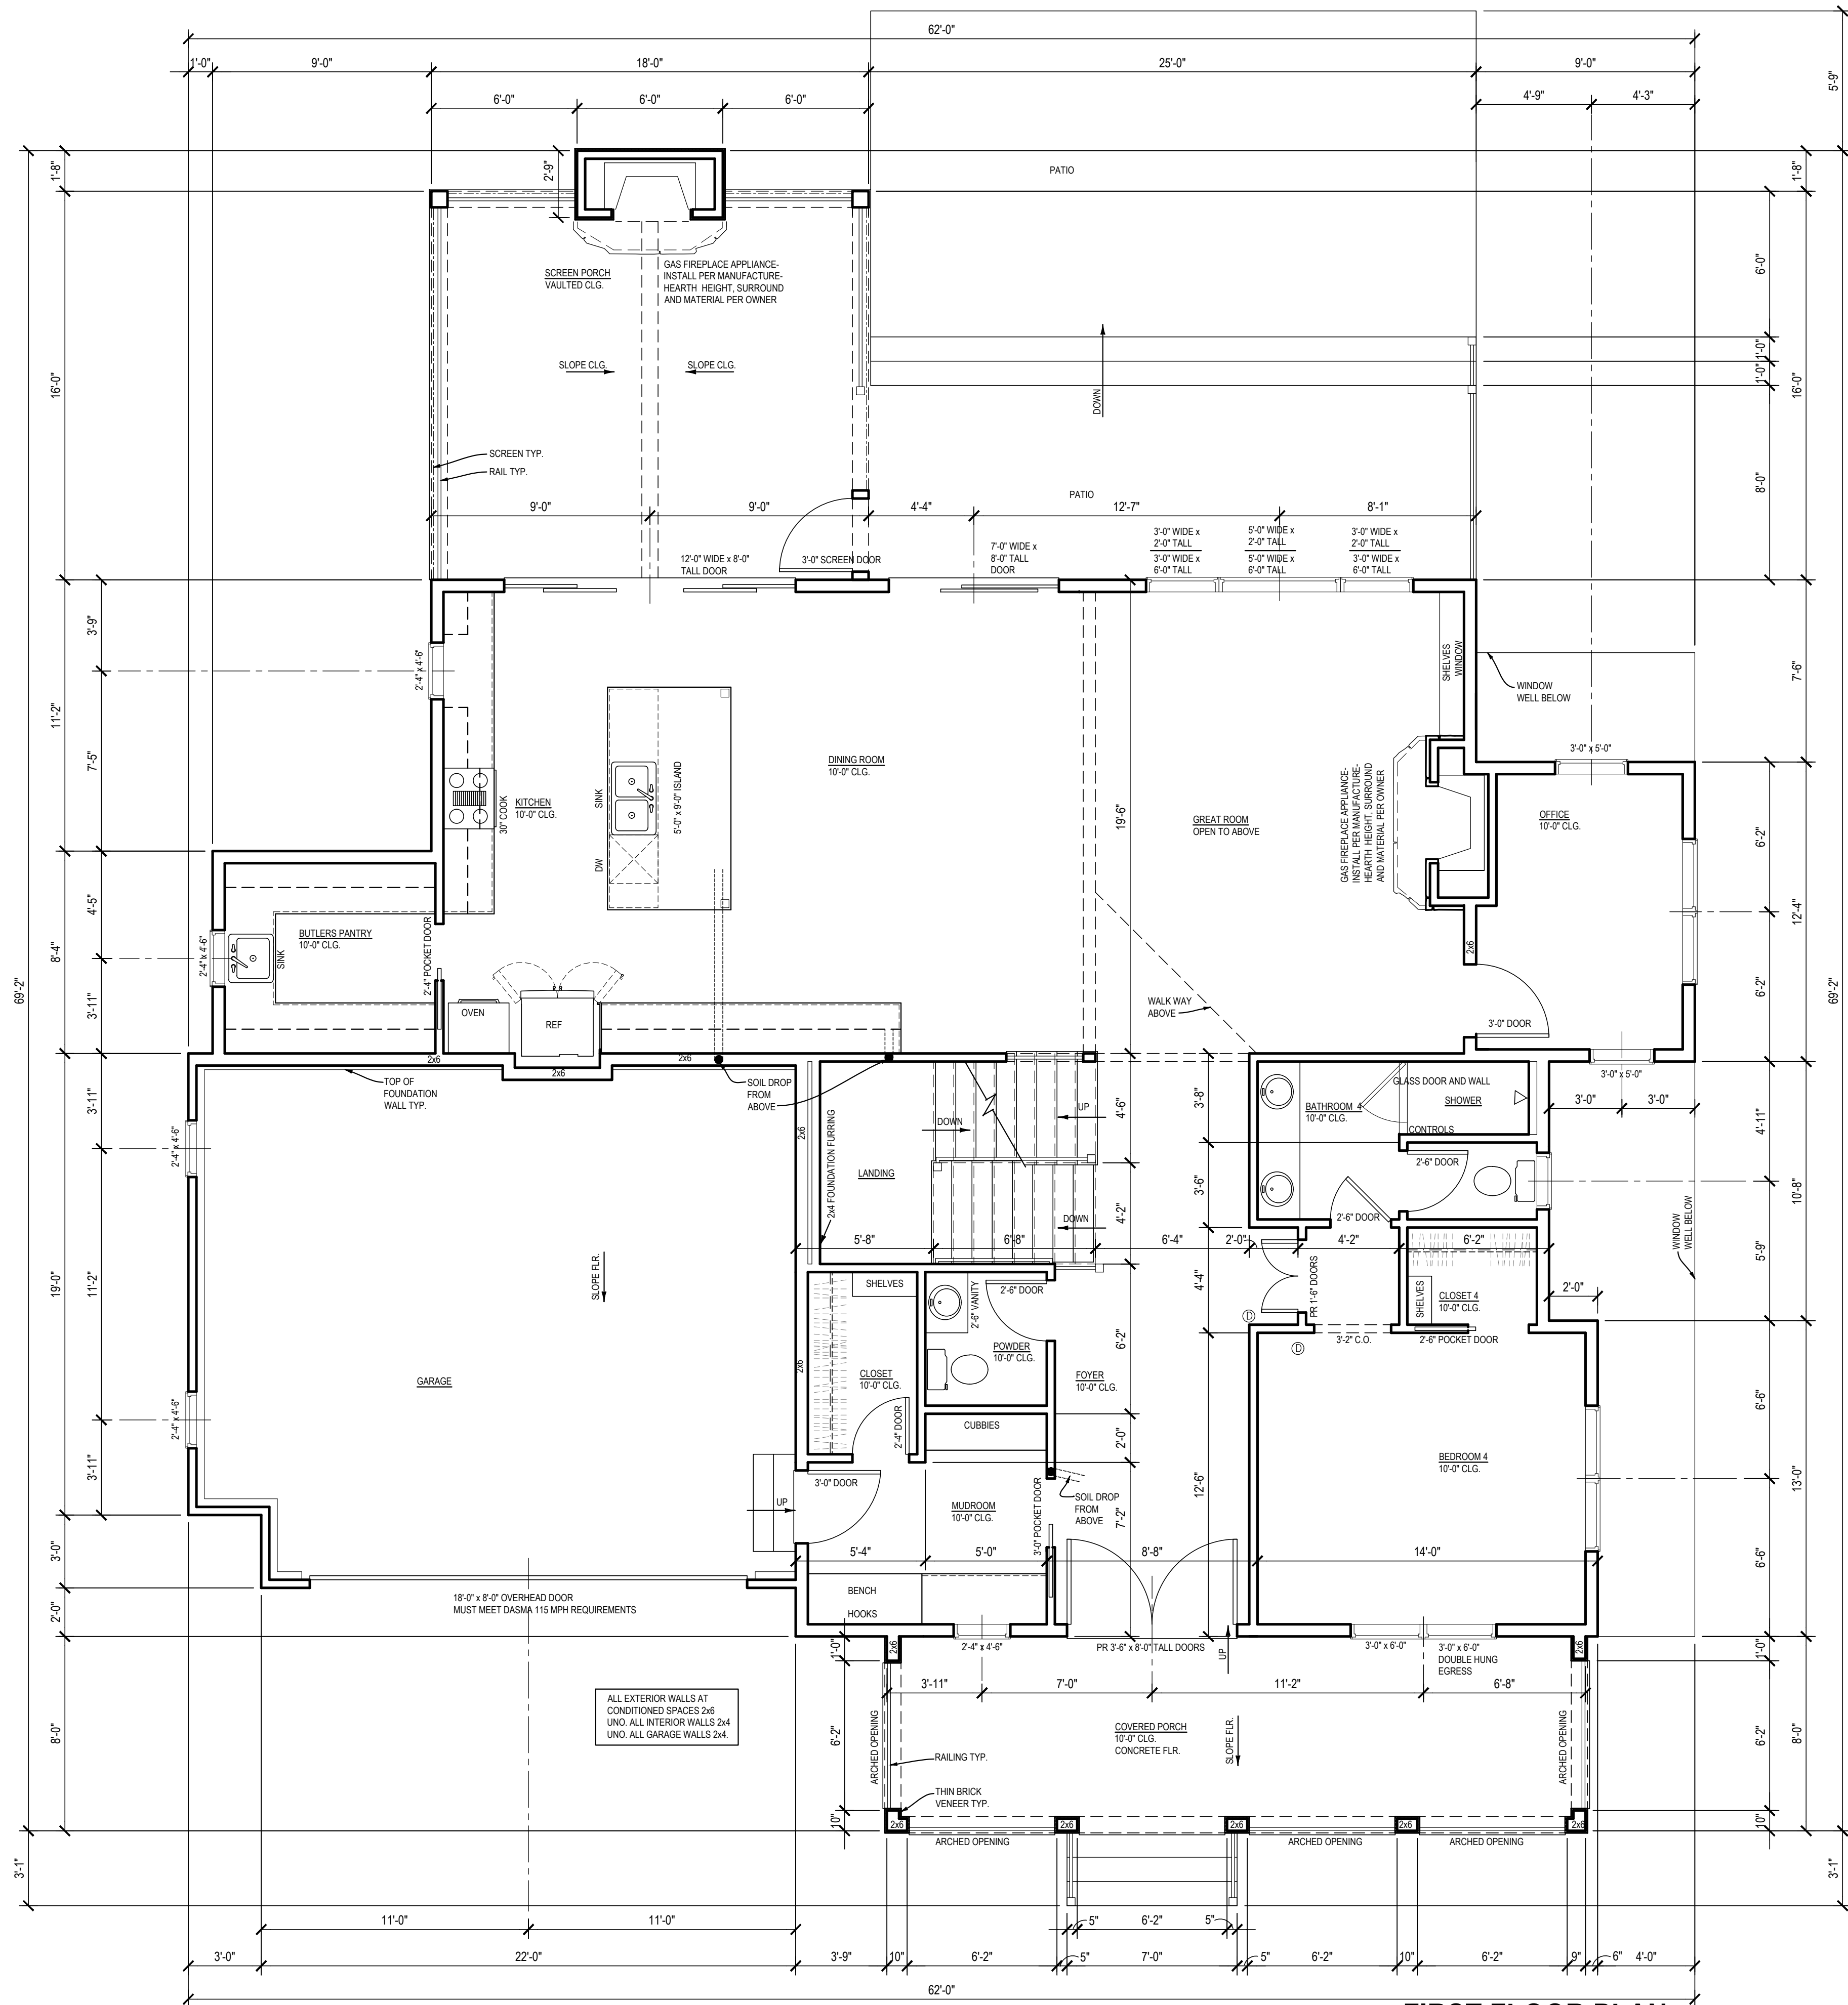 62'-0"
1'-0"
9'-0"
18'-0"
25'-0"
9'-0"
6'-0"
6'-0"
6'-0"
4'-9"
4'-3"
5'-9"
1'-8"
2'-9"
PATIO
1'-8"
SCREEN PORCH
VAULTED CLG.
GAS FIREPLACE APPLIANCE-
INSTALL PER MANUFACTURE-
HEARTH HEIGHT, SURROUND
AND MATERIAL PER OWNER
6'-0"
1'-0"
1'-0"
SLOPE CLG.
SLOPE CLG.
16'-0"
16'-0"
DOWN
SCREEN TYP.
RAIL TYP.
8'-0"
PATIO
9'-0"
9'-0"
4'-4"
12'-7"
8'-1"
12'-0" WIDE x 8'-0"
TALL DOOR
3'-0" SCREEN DOOR
7'-0" WIDE x
8'-0" TALL
DOOR
3'-0" WIDE x
2'-0" TALL
3'-0" WIDE x
6'-0" TALL
5'-0" WIDE x
2'-0" TALL
5'-0" WIDE x
6'-0" TALL
3'-0" WIDE x
2'-0" TALL
3'-0" WIDE x
6'-0" TALL
3'-9"
2'-4" x 4'-6"
SHELVES
WINDOW
WINDOW
WELL BELOW
7'-6"
11'-2"
7'-5"
3'-0" x 5'-0"
DINING ROOM
10'-0" CLG.
KITCHEN
10'-0" CLG.
30" COOK
SINK
DW
5'-0" x 9'-0" ISLAND
19'-6"
GREAT ROOM
OPEN TO ABOVE
GAS FIREPLACE APPLIANCE-
INSTALL PER MANUFACTURE-
HEARTH HEIGHT, SURROUND
AND MATERIAL PER OWNER
OFFICE
10'-0" CLG.
6'-2"
12'-4"
6'-2"
4'-5"
8'-4"
3'-11"
BUTLERS PANTRY
10'-0" CLG.
2'-4" x 4'-6"
SINK
2'-4" POCKET DOOR
2x6
OVEN
REF
WALK WAY
ABOVE
3'-0" DOOR
69'-2"
69'-2"
2x6
2x6
2x6
TOP OF
FOUNDATION
WALL TYP.
SOIL DROP
FROM
ABOVE
3'-0" x 5'-0"
3'-0"
3'-0"
3'-11"
2'-4" x 4'-6"
2x6
2x4 FOUNDATION FURRING
DOWN
UP
4'-6"
3'-8"
GLASS DOOR AND WALL
BATHROOM 4
10'-0" CLG.
SHOWER
CONTROLS
4'-11"
LANDING
2'-6" DOOR
DOWN
4'-2"
3'-6"
2'-6" DOOR
10'-8"
WINDOW
WELL BELOW
5'-8"
6'-8"
6'-4"
2'-0"
4'-2"
6'-2"
5'-9"
SLOPE FLR.
SHELVES
2'-6" VANITY
2'-6" DOOR
4'-4"
PR 1'-6" DOORS
SHELVES
CLOSET 4
10'-0" CLG.
2'-0"
19'-0"
11'-2"
D
D
3'-2" C.O.
2'-6" POCKET DOOR
POWDER
10'-0" CLG.
6'-2"
2x6
GARAGE
CLOSET
10'-0" CLG.
FOYER
10'-0" CLG.
2'-4" x 4'-6"
2'-4" DOOR
CUBBIES
2'-0"
6'-6"
BEDROOM 4
10'-0" CLG.
3'-11"
3'-0" DOOR
UP
MUDROOM
10'-0" CLG.
3'-0" POCKET DOOR
SOIL DROP
FROM
ABOVE
7'-2"
12'-6"
13'-0"
3'-0"
5'-4"
5'-0"
8'-8"
14'-0"
6'-6"
2'-0"
18'-0" x 8'-0" OVERHEAD DOOR
MUST MEET DASMA 115 MPH REQUIREMENTS
BENCH
HOOKS
2x6
1'-0"
2'-4" x 4'-6"
PR 3'-6" x 8'-0" TALL DOORS
UP
3'-0" x 6'-0"
3'-0" x 6'-0"
DOUBLE HUNG
EGRESS
2x6
1'-0"
3'-11"
7'-0"
11'-2"
6'-8"
ALL EXTERIOR WALLS AT
CONDITIONED SPACES 2x6
UNO. ALL INTERIOR WALLS 2x4
UNO. ALL GARAGE WALLS 2x4.
8'-0"
6'-2"
ARCHED OPENING
COVERED PORCH
10'-0" CLG.
CONCRETE FLR.
SLOPE FLR.
ARCHED OPENING
6'-2"
8'-0"
RAILING TYP.
THIN BRICK
VENEER TYP.
10"
2x6
2x6
2x6
2x6
2x6
10"
ARCHED OPENING
ARCHED OPENING
ARCHED OPENING
3'-1"
3'-1"
11'-0"
11'-0"
5"
6'-2"
5"
3'-0"
22'-0"
3'-9"
10"
6'-2"
5"
7'-0"
5"
6'-2"
10"
6'-2"
9"
6"
4'-0"
62'-0"
FIRST FLOOR PLAN